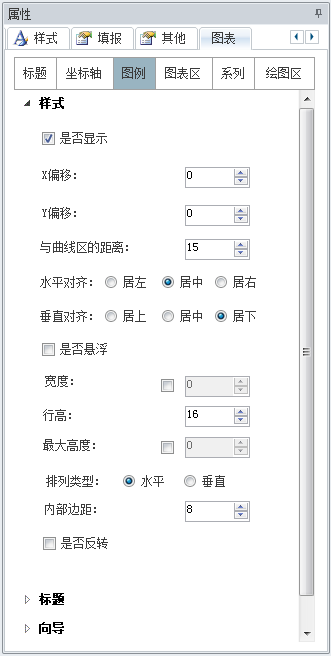 属性
样式 填报 其他 图表
标题 坐标轴 图例 图表区 系列 绘图区
样式
是否显示
X偏移： 0
Y偏移： 0
与曲线区的距离： 15
水平对齐： 居左 居中 居右
垂直对齐： 居上 居中 居下
是否悬浮
宽度： 0
行高： 16
最大高度： 0
排列类型： 水平 垂直
内部边距： 8
是否反转
标题
向导